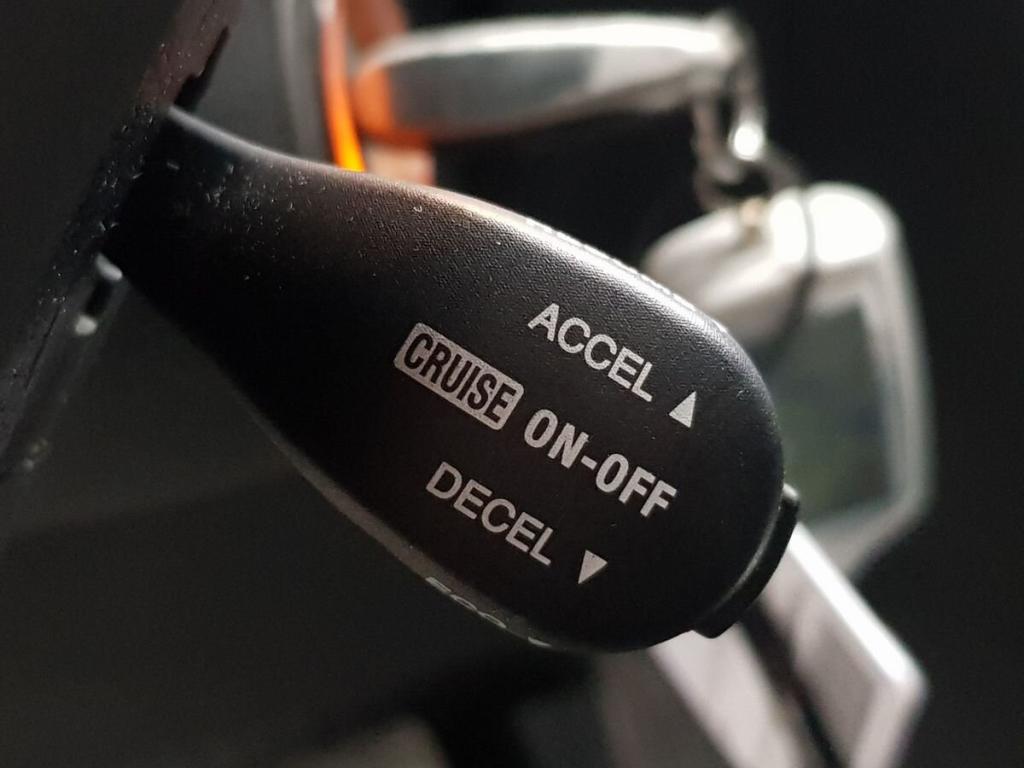 ACCEL ▲
CRUISE ON-OFF
DECEL ▼